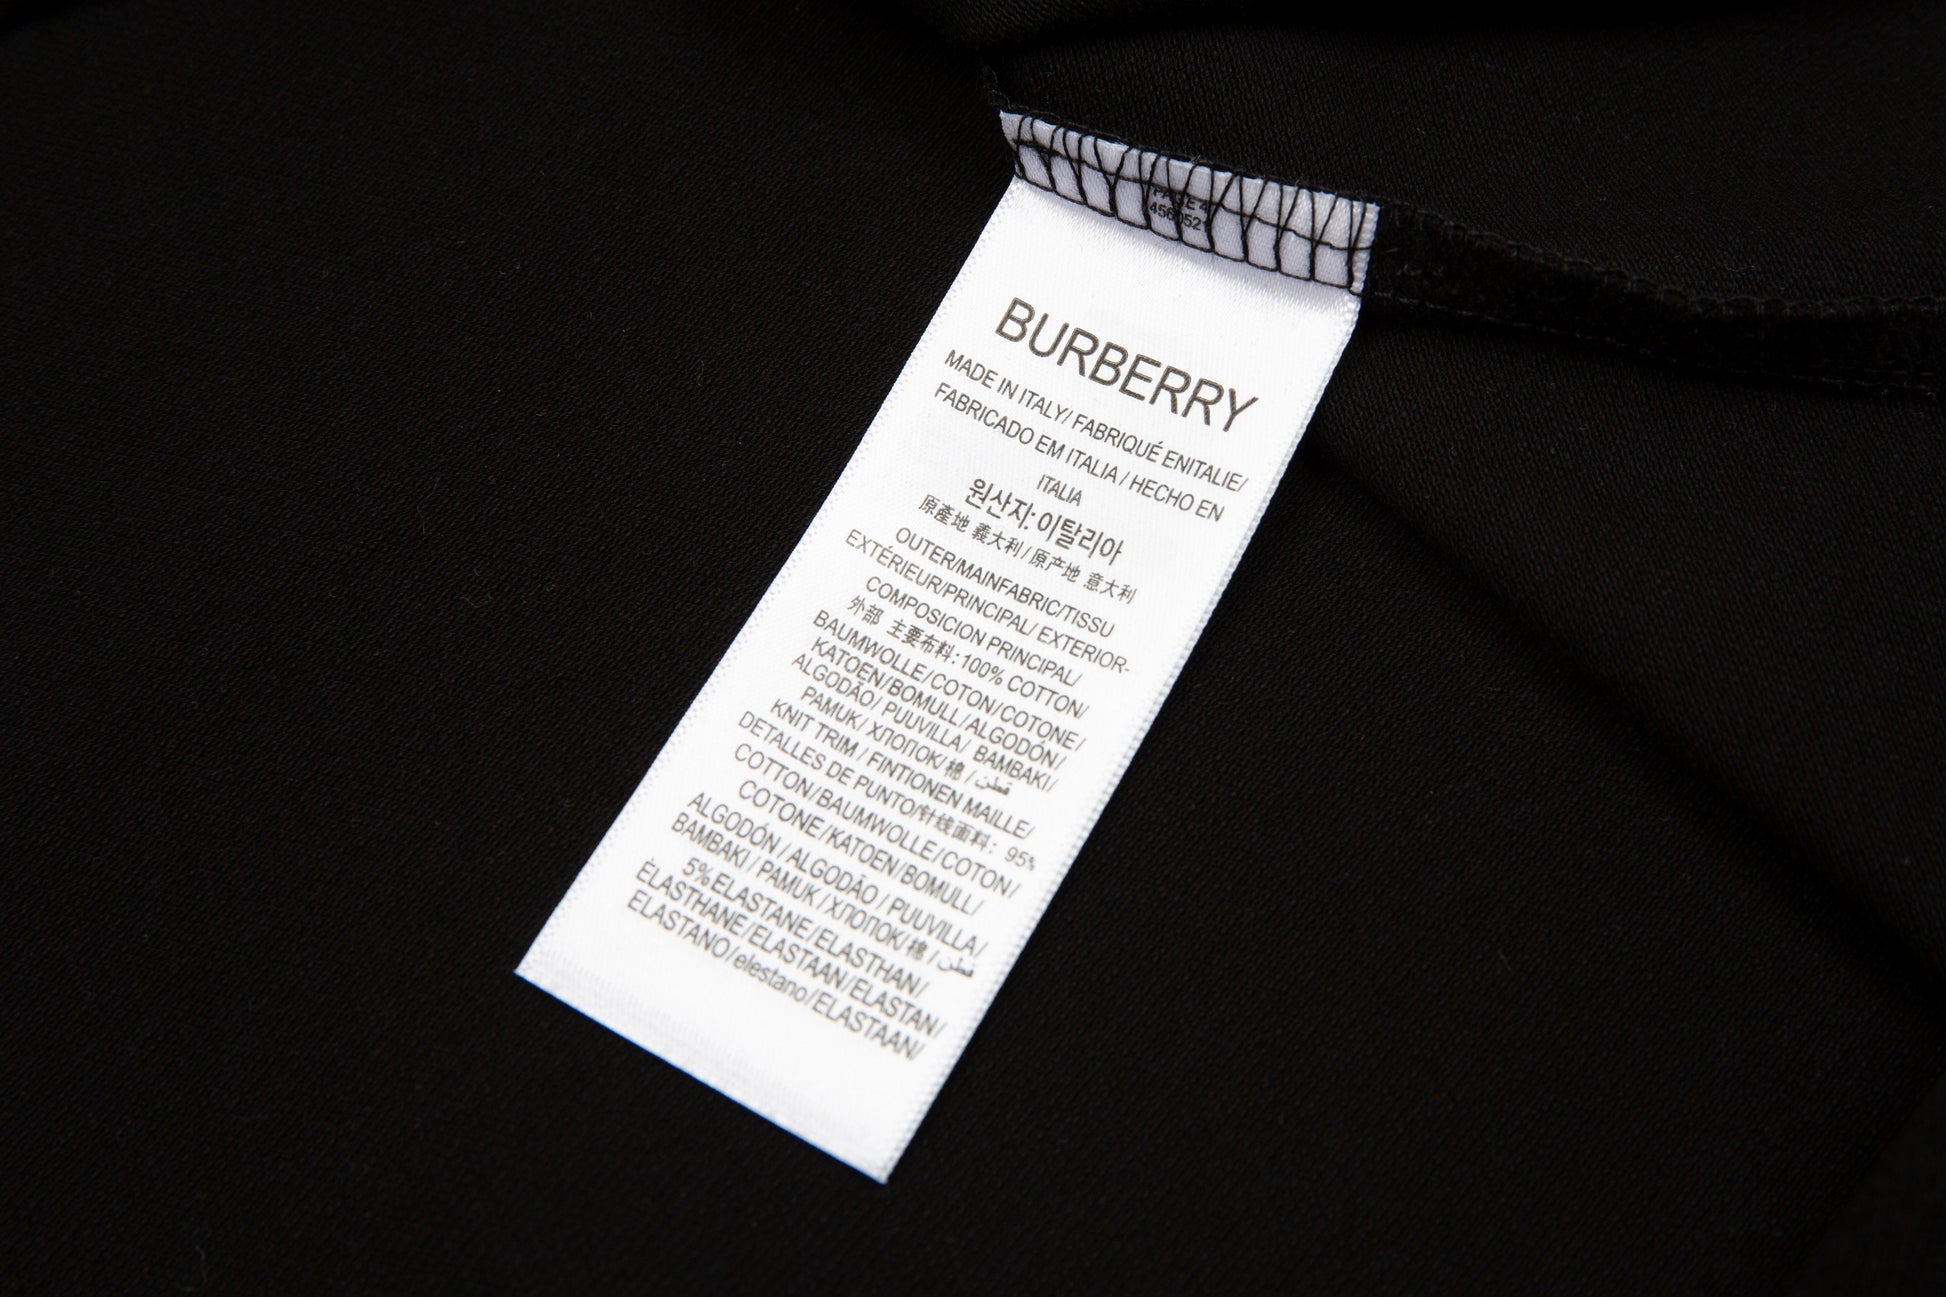 PAGE 4
BURBERRY
MADE IN ITALY/ FABRIQUÉ ENITALIE/
FABRICADO EM ITALIA / HECHO EN
ITALIA
원산지: 이탈리아
原產地 義大利 / 原产地 意大利
OUTER/MAINFABRIC/TISSU
EXTÉRIEUR/PRINCIPAL/ EXTERIOR-
COMPOSICION PRINCIPAL/
外部 主要布料: 100% COTTON/
BAUMWOLLE/COTON/COTONE/
KATOEN/BOMULL/ALGODÓN/
ALGODÃO/ PUUVILLA/ BAMBAKI/
PAMUK/ ХЛОПОК/ 棉 / قطن
KNIT TRIM / FINTIONEN MAILLE/
DETALLES DE PUNTO/针线面料: 95%
COTTON/BAUMWOLLE/COTON/
COTONE/KATOEN/BOMULL/
ALGODÓN / ALGODÃO / PUUVILLA/
BAMBAKI / PAMUK / ХЛОПОК/ 棉 / قطن
5%ELASTANE/ELASTHAN/
ÉLASTHANE/ELASTAAN/ELASTAN/
ELASTANO/elestano/ELASTAAN/